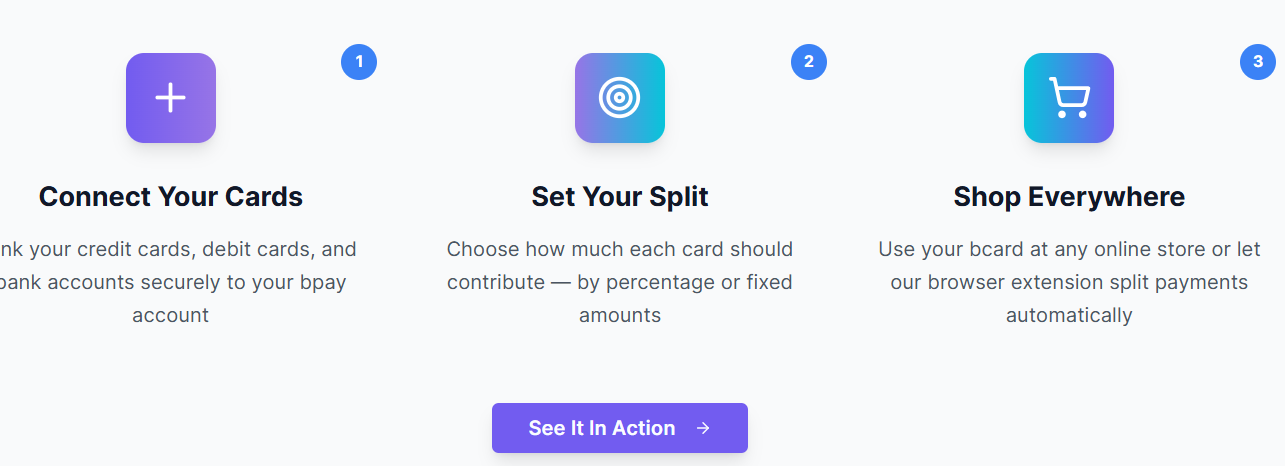 1
Connect Your Cards
nk your credit cards, debit cards, and
bank accounts securely to your bpay
account
2
Set Your Split
Choose how much each card should
contribute — by percentage or fixed
amounts
3
Shop Everywhere
Use your bcard at any online store or let
our browser extension split payments
automatically
See It In Action